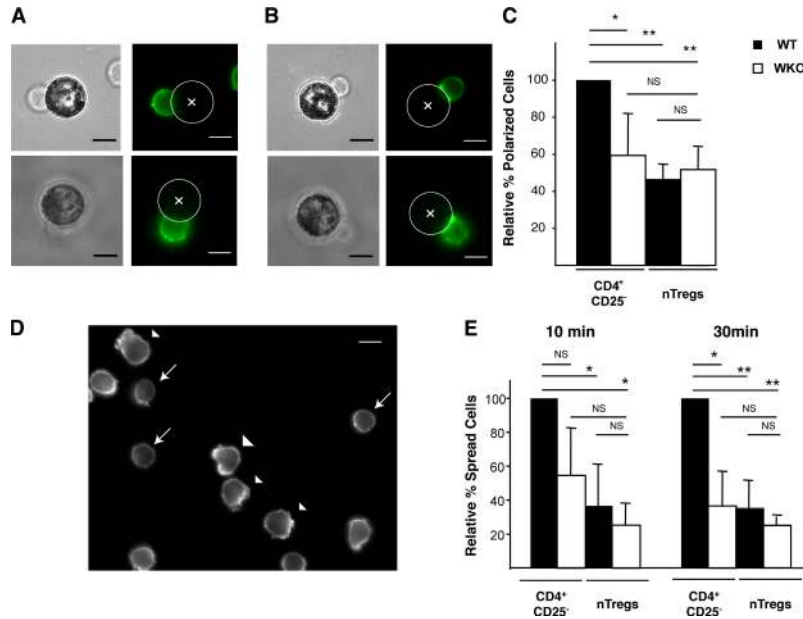 A
B
C
WT
WKO
*
**
**
NS
NS
Relative % Polarized Cells
100
80
60
40
20
CD4⁺
CD25⁻
nTregs
D
E
10 min
30min
NS
*
*
NS
NS
*
**
**
NS
NS
Relative % Spread Cells
100
80
60
40
20
CD4⁺
CD25⁻
nTregs
CD4⁺
CD25⁻
nTregs